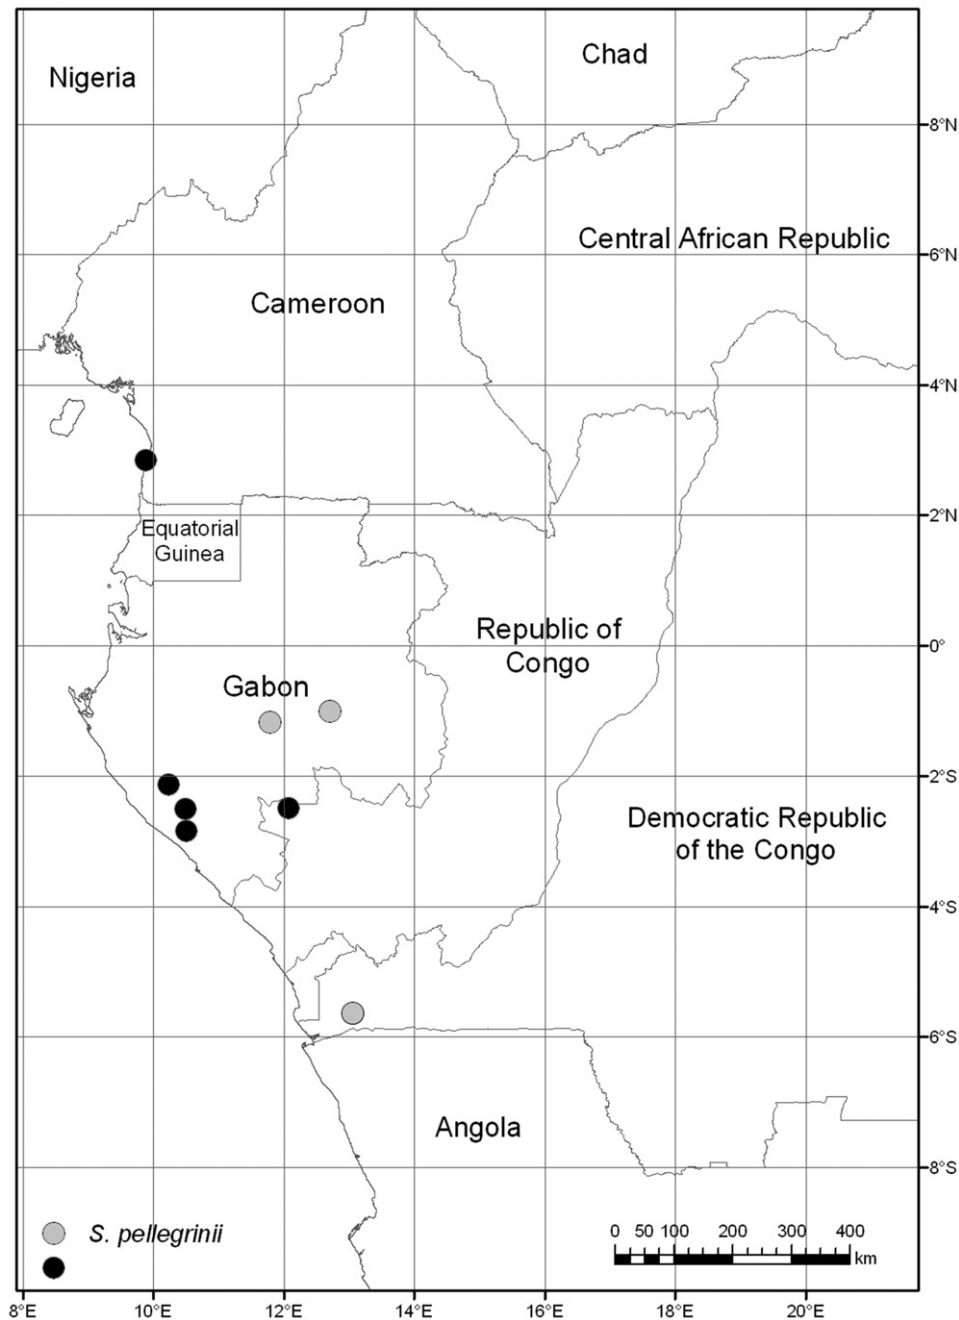 Nigeria
Chad
8°N
Central African Republic
6°N
Cameroon
4°N
2°N
Equatorial
Guinea
Republic of
Congo
0°
Gabon
2°S
Democratic Republic
of the Congo
4°S
6°S
Angola
8°S
S. pellegrinii
0 50 100 200 300 400
km
8°E 10°E 12°E 14°E 16°E 18°E 20°E